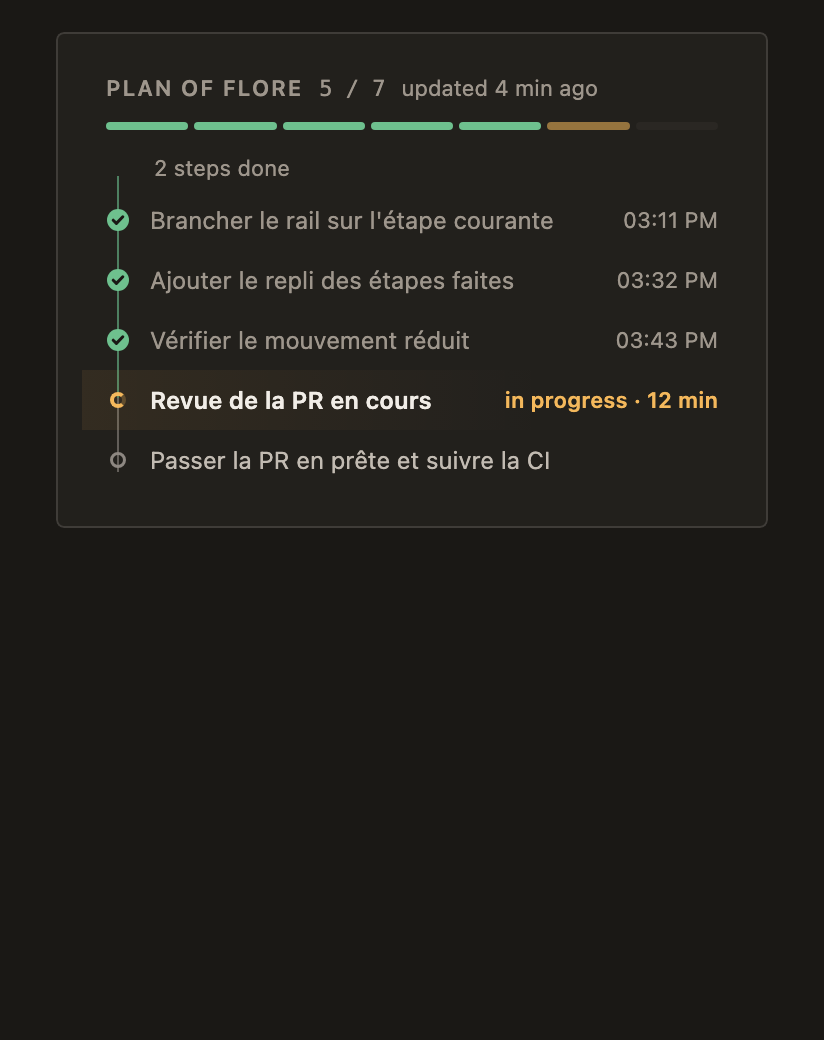 PLAN OF FLORE 5 / 7 updated 4 min ago
2 steps done
Brancher le rail sur l'étape courante 03:11 PM
Ajouter le repli des étapes faites 03:32 PM
Vérifier le mouvement réduit 03:43 PM
Revue de la PR en cours in progress · 12 min
Passer la PR en prête et suivre la CI